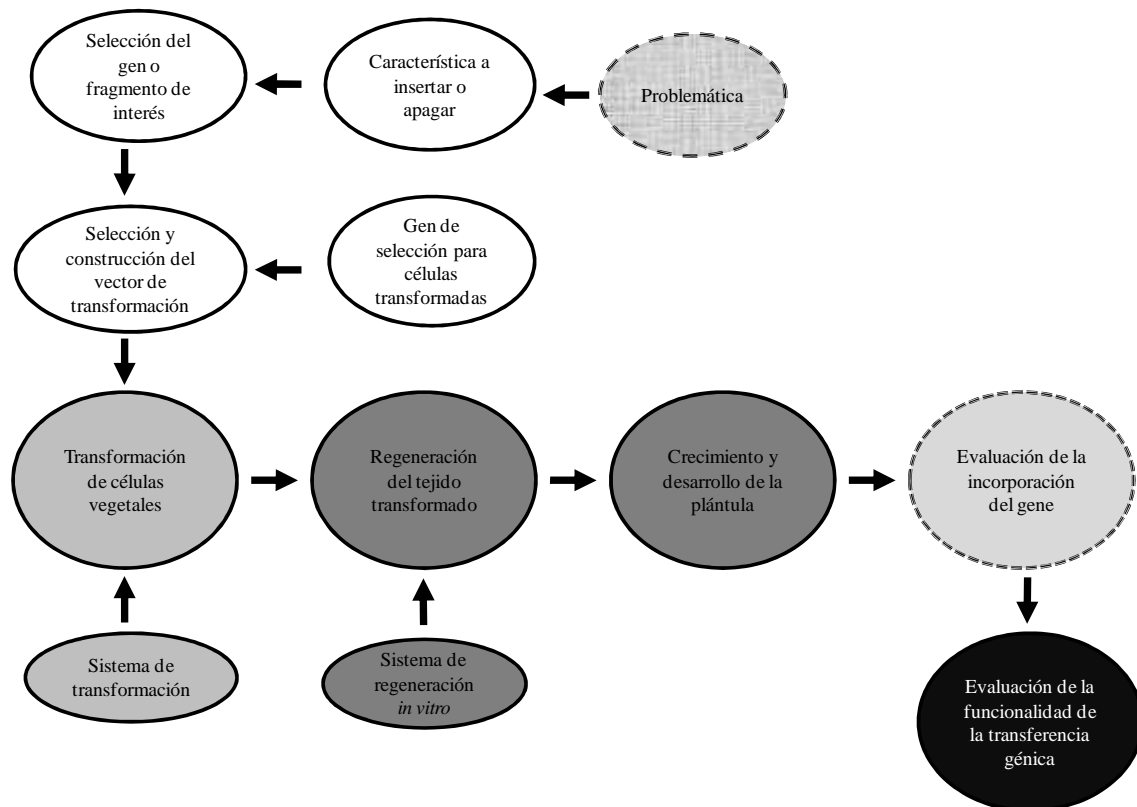 Selección del
gen o
fragmento de
interés
Característica a
insertar o
apagar
Problemática
Selección y
construcción del
vector de
transformación
Gen de
selección para
células
transformadas
Transformación
de células
vegetales
Regeneración
del tejido
transformado
Crecimiento y
desarrollo de la
plántula
Evaluación de la
incorporación
del gene
Sistema de
transformación
Sistema de
regeneración
in vitro
Evaluación de la
funcionalidad de
la transferencia
génica